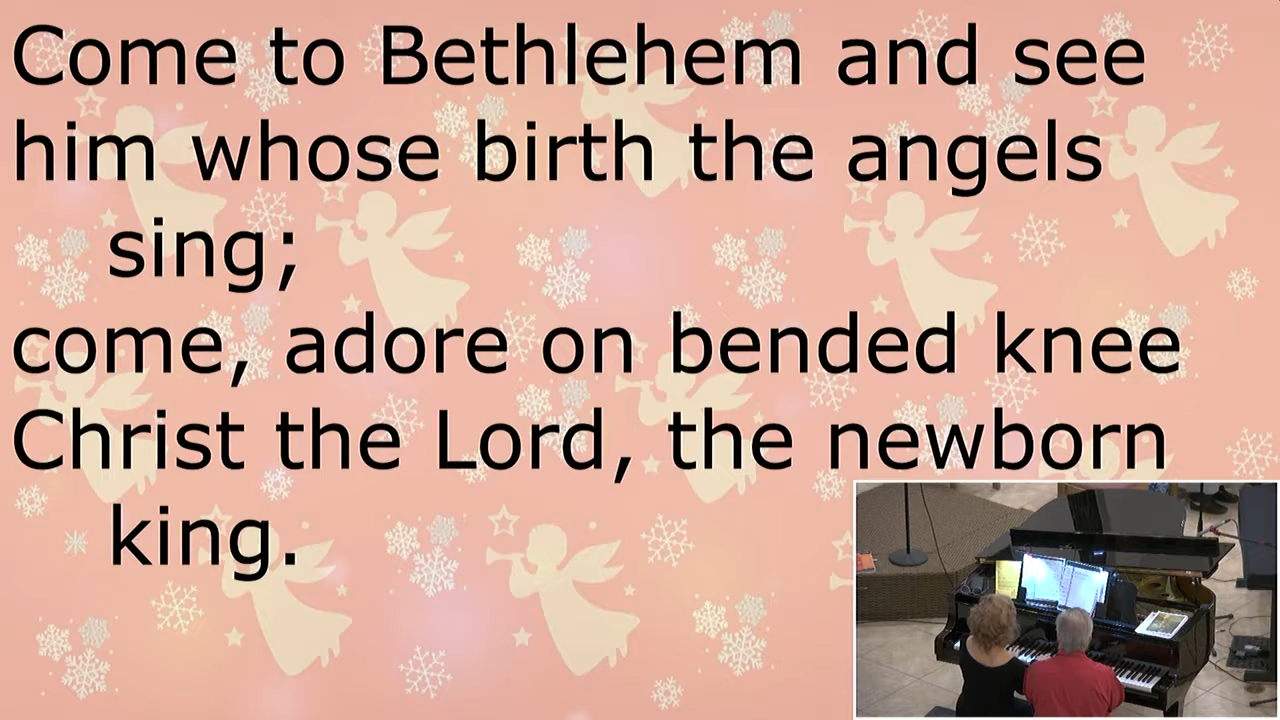 Come to Bethlehem and see
him whose birth the angels
sing;
come, adore on bended knee
Christ the Lord, the newborn
king.